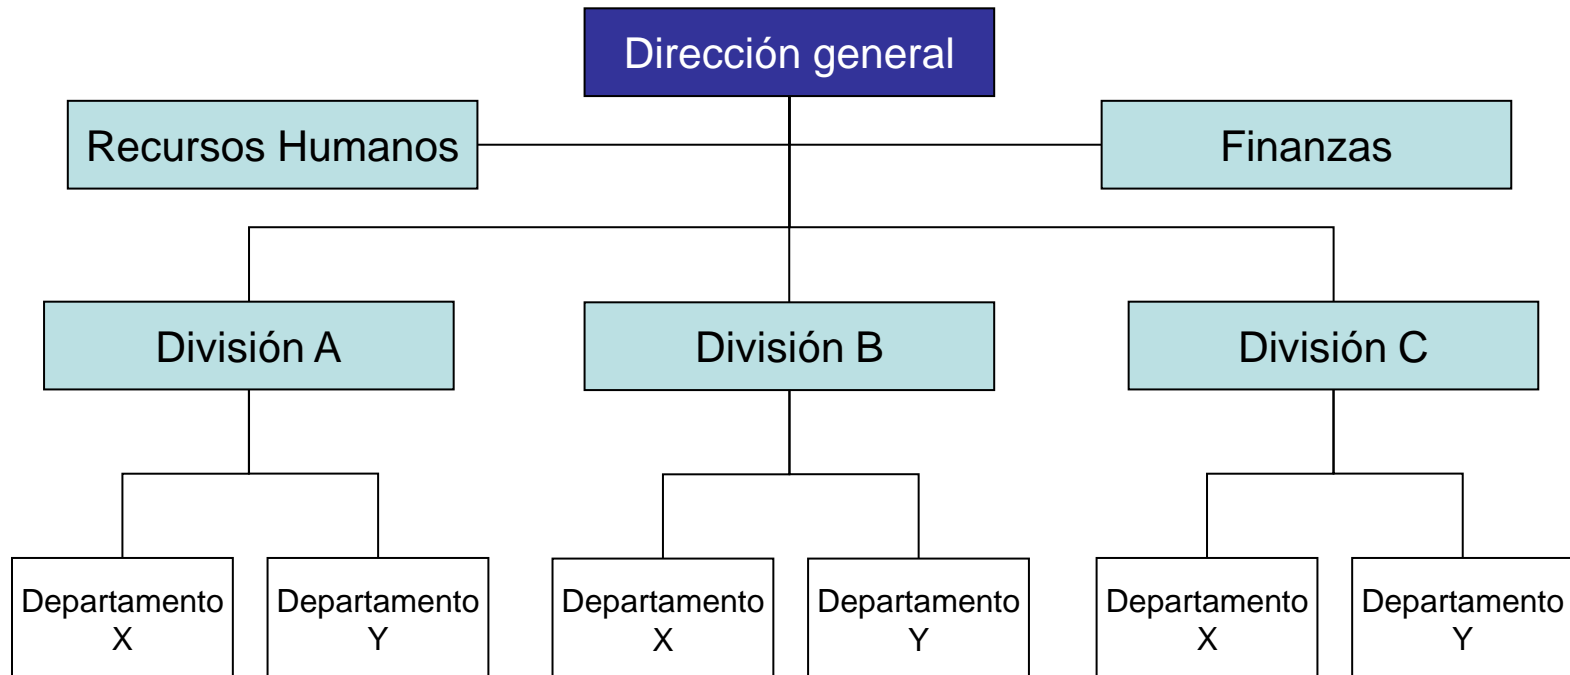 Dirección general
Recursos Humanos
Finanzas
División A
División B
División C
Departamento
X
Departamento
Y
Departamento
X
Departamento
Y
Departamento
X
Departamento
Y